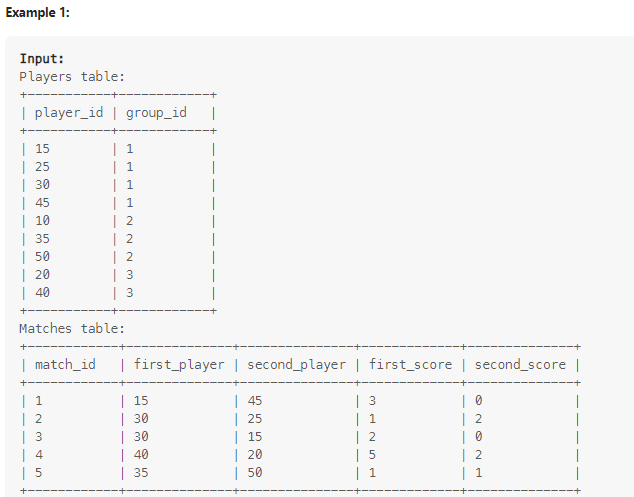 Example 1:
Input:
Players table:
+-----------+------------+
| player_id | group_id   |
+-----------+------------+
| 15        | 1          |
| 25        | 1          |
| 30        | 1          |
| 45        | 1          |
| 10        | 2          |
| 35        | 2          |
| 50        | 2          |
| 20        | 3          |
| 40        | 3          |
+-----------+------------+
Matches table:
+------------+--------------+---------------+-------------+--------------+
| match_id   | first_player | second_player | first_score | second_score |
+------------+--------------+---------------+-------------+--------------+
| 1          | 15           | 45            | 3           | 0            |
| 2          | 30           | 25            | 1           | 2            |
| 3          | 30           | 15            | 2           | 0            |
| 4          | 40           | 20            | 5           | 2            |
| 5          | 35           | 50            | 1           | 1            |
+------------+--------------+---------------+-------------+--------------+